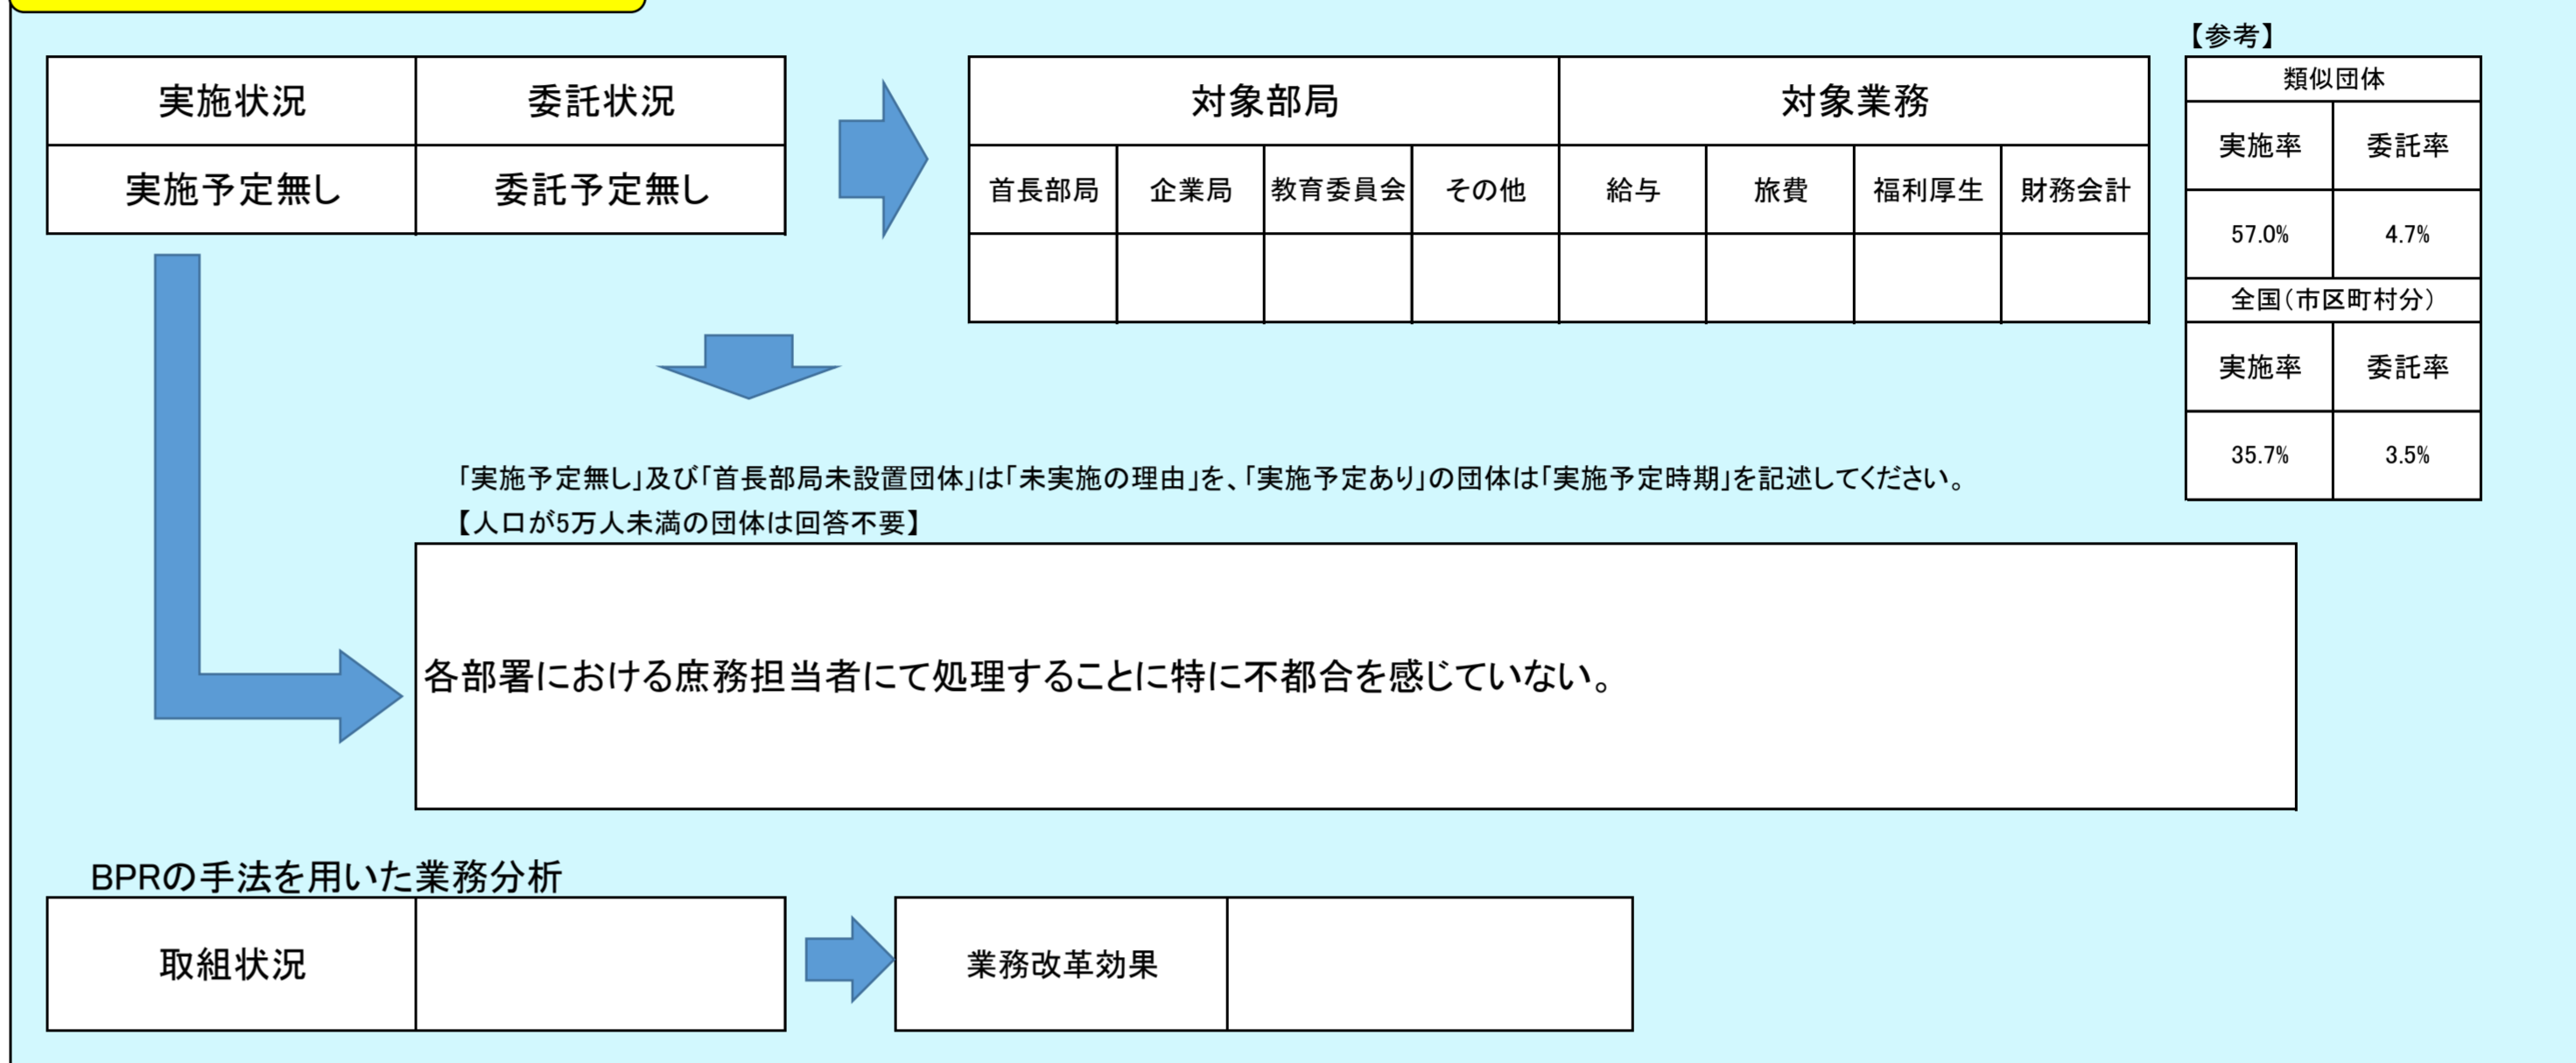 【参考】
実施状況 委託状況
実施予定無し 委託予定無し
対象部局 対象業務
首長部局 企業局 教育委員会 その他 給与 旅費 福利厚生 財務会計
類似団体
実施率 委託率
57.0% 4.7%
全国(市区町村分)
実施率 委託率
35.7% 3.5%
「実施予定無し」及び「首長部局未設置団体」は「未実施の理由」を、「実施予定あり」の団体は「実施予定時期」を記述してください。
【人口が5万人未満の団体は回答不要】
各部署における庶務担当者にて処理することに特に不都合を感じていない。
BPRの手法を用いた業務分析
取組状況
業務改革効果